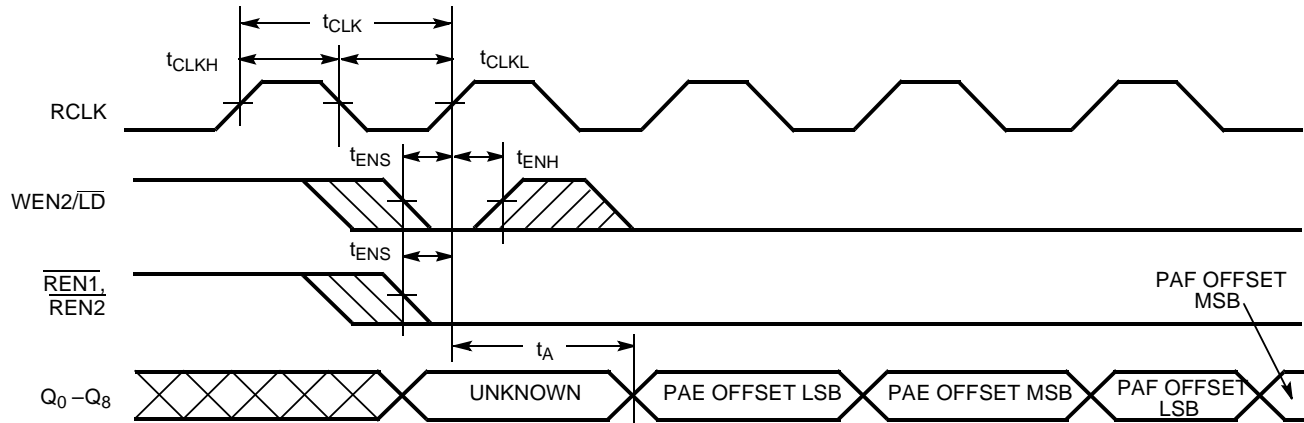 tCLK
tCLKH
tCLKL
RCLK
tENS
tENH
WEN2/LD
tENS
REN1,
REN2
PAF OFFSET
MSB
tA
Q0 –Q8
UNKNOWN
PAE OFFSET LSB
PAE OFFSET MSB
PAF OFFSET
LSB